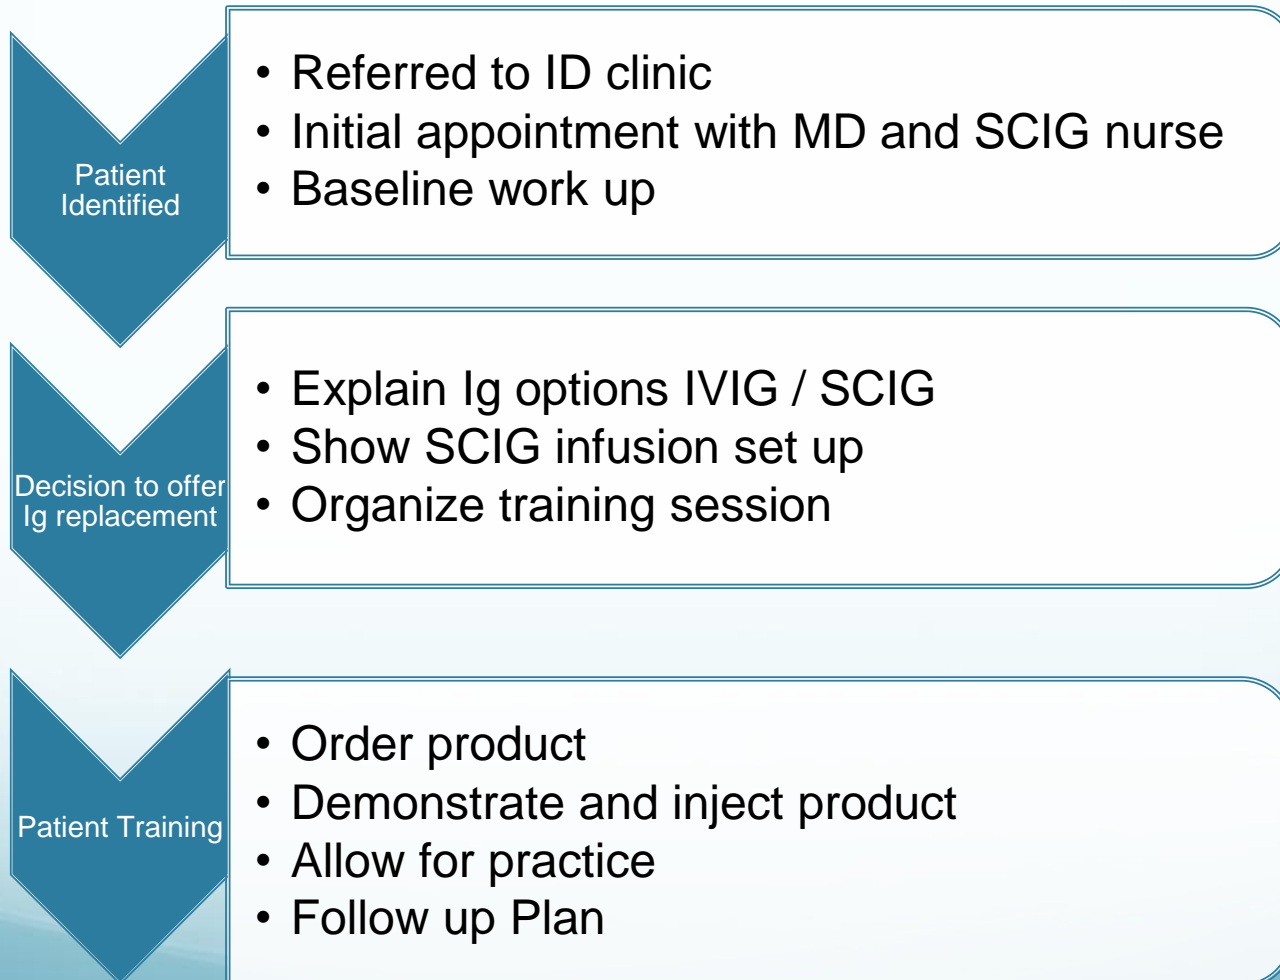 Patient
Identified
• Referred to ID clinic
• Initial appointment with MD and SCIG nurse
• Baseline work up
Decision to offer
Ig replacement
• Explain Ig options IVIG / SCIG
• Show SCIG infusion set up
• Organize training session
Patient Training
• Order product
• Demonstrate and inject product
• Allow for practice
• Follow up Plan